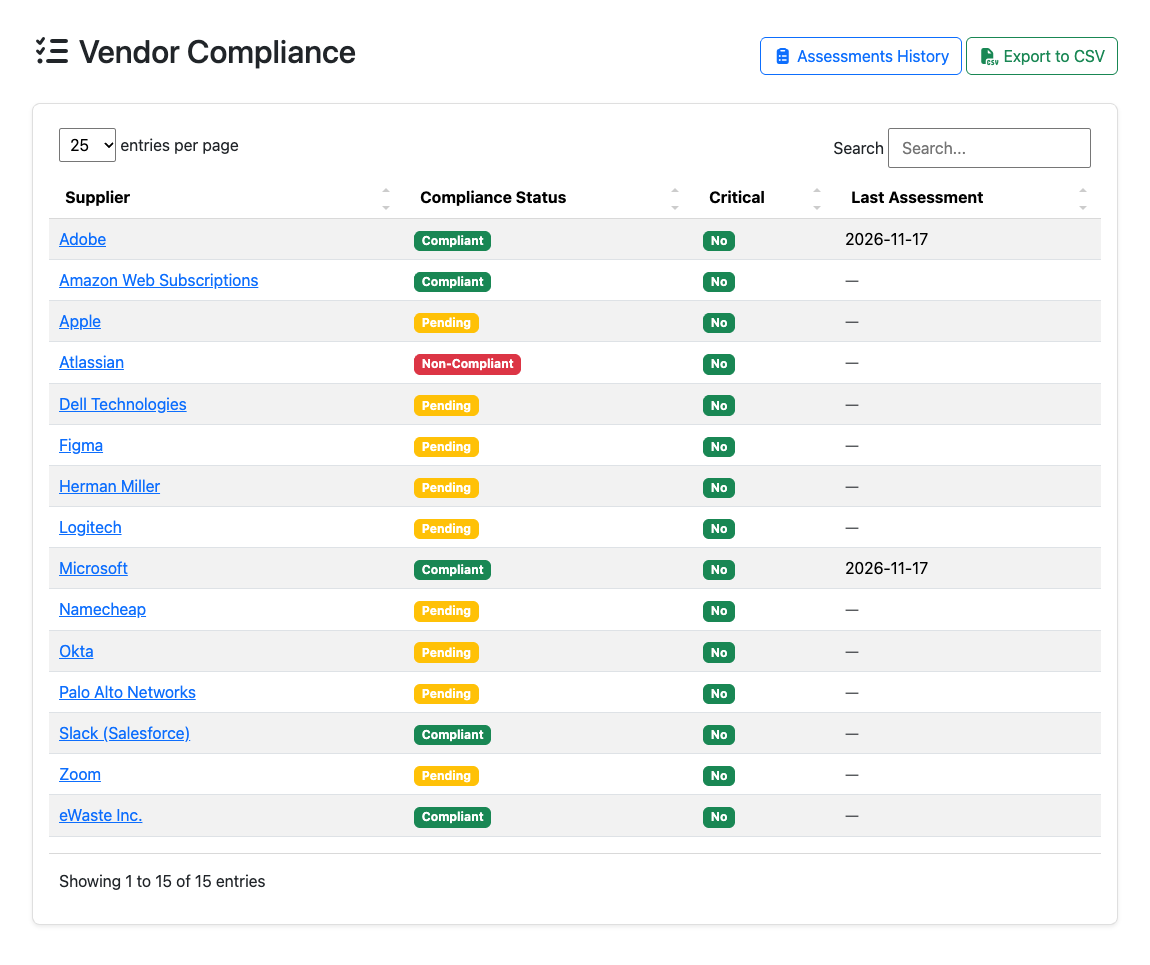 Vendor Compliance
Assessments History
Export to CSV
25 entries per page
Search Search...
Supplier Compliance Status Critical Last Assessment
Adobe Compliant No 2026-11-17
Amazon Web Subscriptions Compliant No —
Apple Pending No —
Atlassian Non-Compliant No —
Dell Technologies Pending No —
Figma Pending No —
Herman Miller Pending No —
Logitech Pending No —
Microsoft Compliant No 2026-11-17
Namecheap Pending No —
Okta Pending No —
Palo Alto Networks Pending No —
Slack (Salesforce) Compliant No —
Zoom Pending No —
eWaste Inc. Compliant No —
Showing 1 to 15 of 15 entries